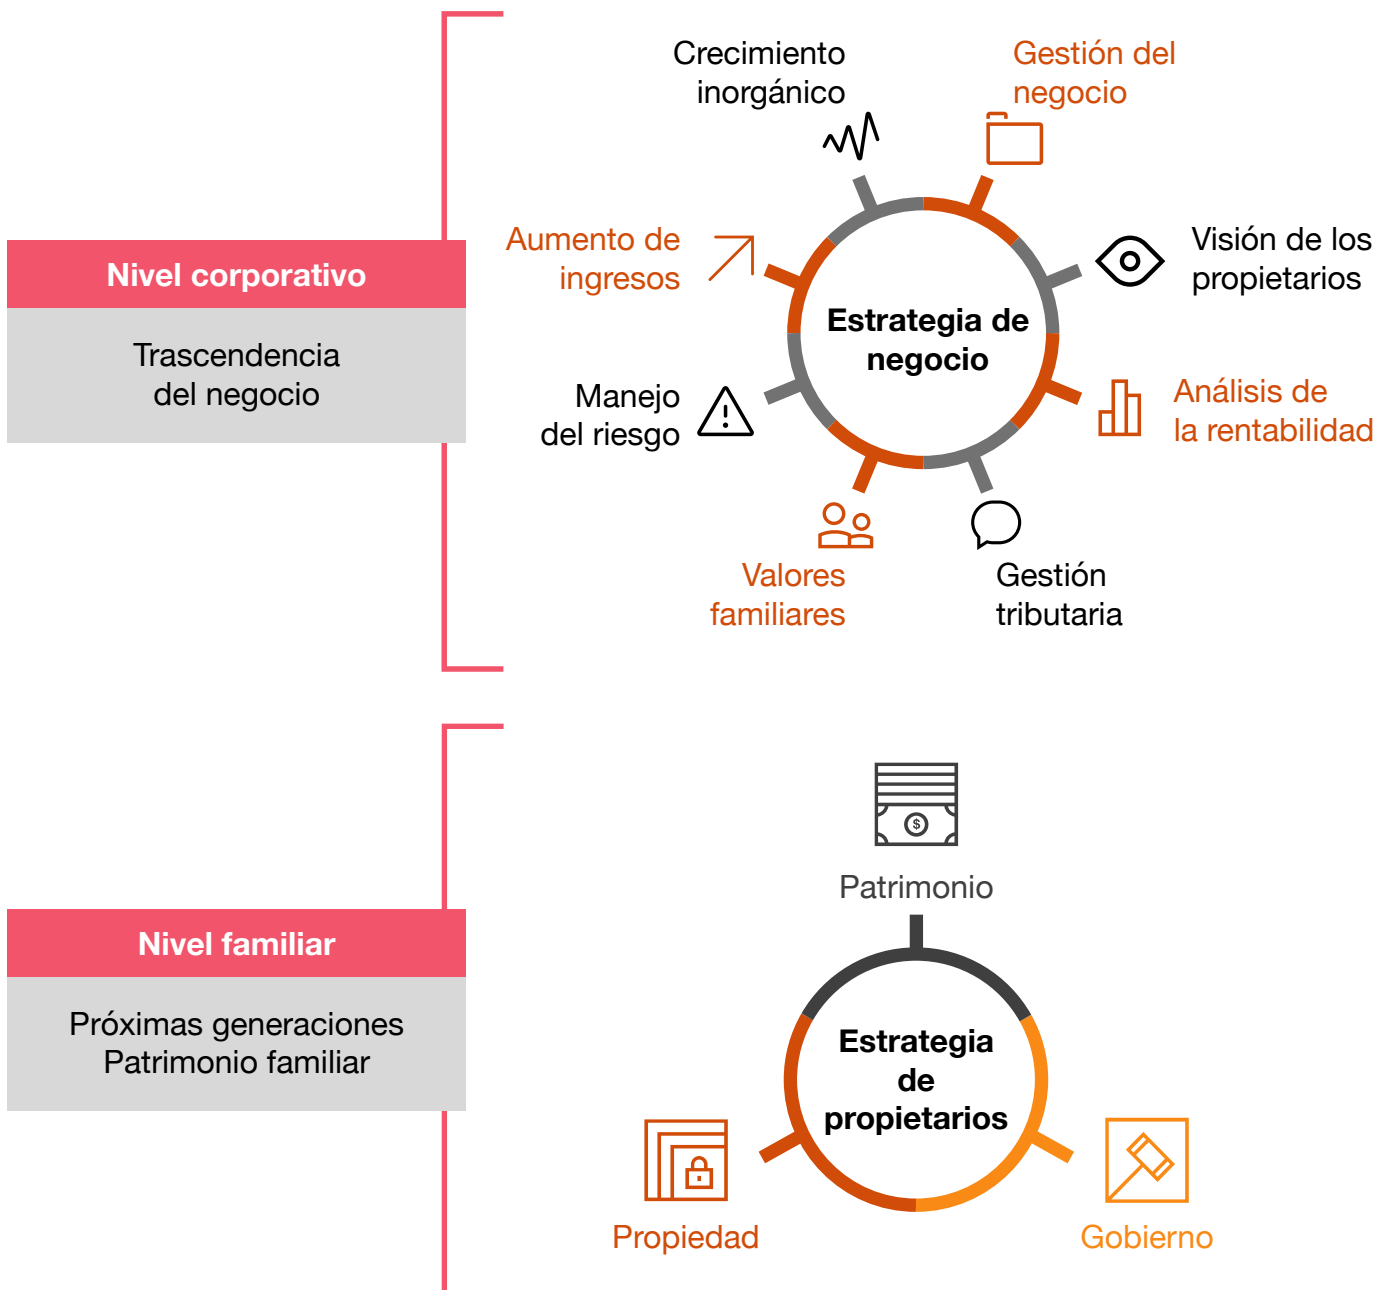 Crecimiento
inorgánico
Gestión del
negocio
Aumento de
ingresos
Visión de los
propietarios
Nivel corporativo
Trascendencia
del negocio
Estrategia de
negocio
Manejo
del riesgo
Análisis de
la rentabilidad
Valores
familiares
Gestión
tributaria
$
Patrimonio
Nivel familiar
Próximas generaciones
Patrimonio familiar
Estrategia
de
propietarios
Propiedad
Gobierno